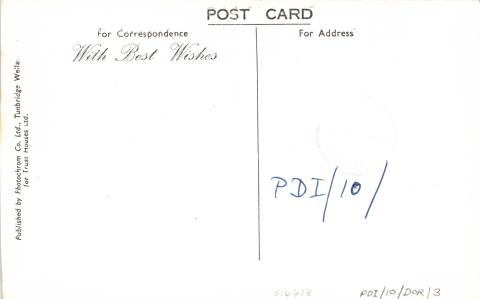 POST CARD
For Correspondence
For Address
With Best Wishes
Published by Photochrom Co. Ltd., Tunbridge Wells.
for Trust Houses Ltd.
PDI/10/
PDI/10/DOR/3